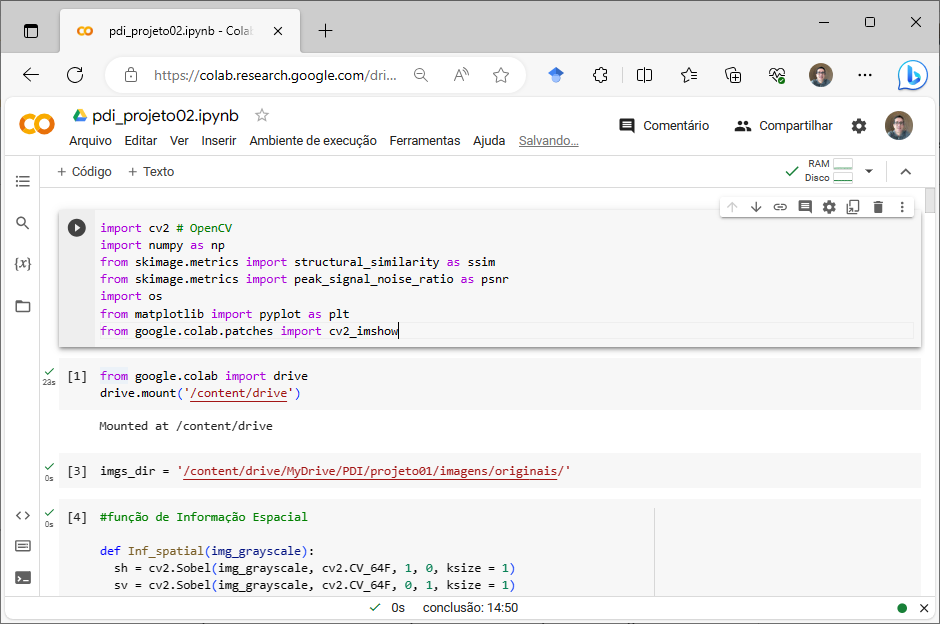 pdi_projeto02.ipynb - Cola
https://colab.research.google.com/dri...
pdi_projeto02.ipynb
Comentário
Compartilhar
Arquivo Editar Ver Inserir Ambiente de execução Ferramentas Ajuda Salvando...
+ Código + Texto
RAM
Disco
import cv2 # OpenCV
import numpy as np
from skimage.metrics import structural_similarity as ssim
from skimage.metrics import peak_signal_noise_ratio as psnr
import os
from matplotlib import pyplot as plt
from google.colab.patches import cv2_imshow
23s
[1] from google.colab import drive
drive.mount('/content/drive')
Mounted at /content/drive
0s
[3] imgs_dir = '/content/drive/MyDrive/PDI/projeto01/imagens/originais/'
0s
[4] #função de Informação Espacial
def Inf_spatial(img_grayscale):
sh = cv2.Sobel(img_grayscale, cv2.CV_64F, 1, 0, ksize = 1)
sv = cv2.Sobel(img_grayscale, cv2.CV_64F, 0, 1, ksize = 1)
0s conclusão: 14:50